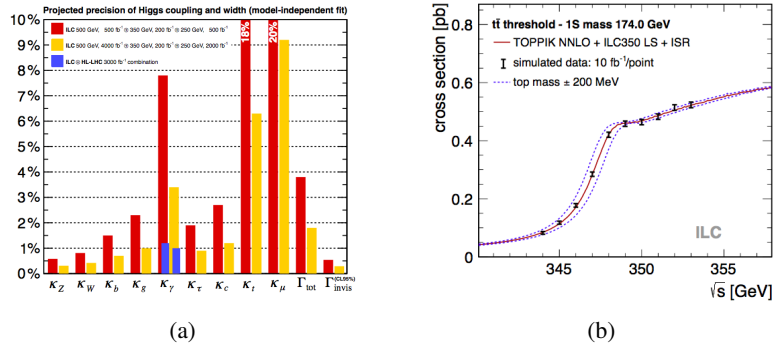 Projected precision of Higgs coupling and width (model-independent fit)
10%
9%
8%
7%
6%
5%
4%
3%
2%
1%
0%
ILC 500 GeV, 500 fb⁻¹ @ 350 GeV, 200 fb⁻¹ @ 250 GeV, 500 fb⁻¹
ILC 500 GeV, 4000 fb⁻¹ @ 350 GeV, 200 fb⁻¹ @ 250 GeV, 2000 fb⁻¹
ILC ⊕ HL-LHC 3000 fb⁻¹ combination
18%
20%
κ_Z κ_W κ_b κ_g κ_γ κ_τ κ_c κ_t κ_μ Γ_tot Γ_invis^(CL95%)
(a)
tt̄ threshold - 1S mass 174.0 GeV
TOPPIK NNLO + ILC350 LS + ISR
simulated data: 10 fb⁻¹/point
top mass ± 200 MeV
cross section [pb]
0.8
0.6
0.4
0.2
0
ILC
345 350 355
√s [GeV]
(b)